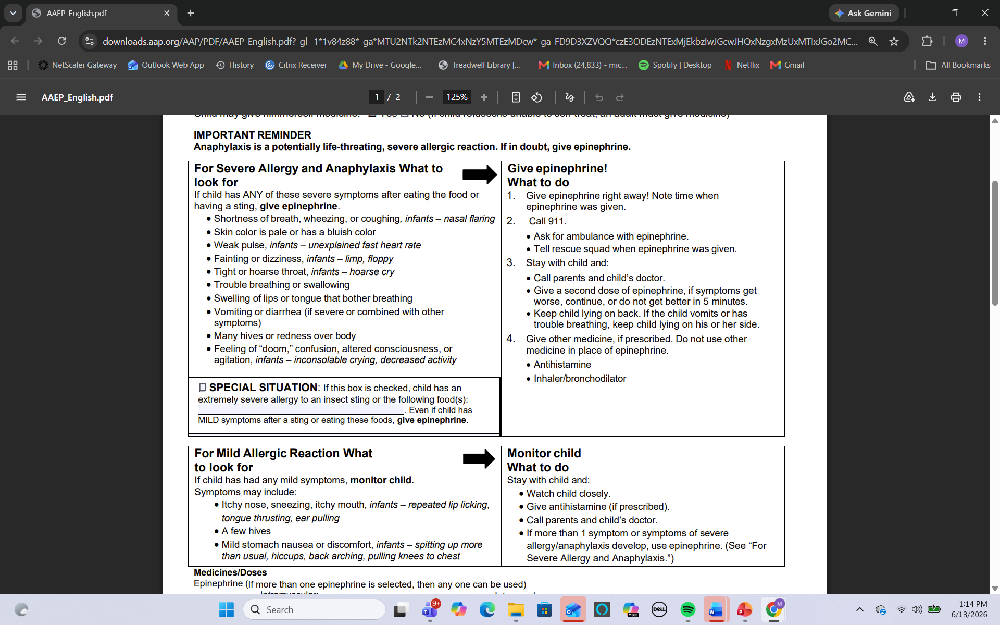 AAEP_English.pdf
Ask Gemini
downloads.aap.org/AAP/PDF/AAEP_English.pdf?_gl=1*1v84z88*_ga*MTU2NTk2NTEzMC4xNzY5MTEzMDcw*_ga_FD9D3XZVQQ*czE3ODEzNTExMjEkbzIwJGcwJHQxNzgxMzUxMTIxJGo2MC...
M
NetScaler Gateway
Outlook Web App
History
Citrix Receiver
My Drive - Google...
Treadwell Library |...
Inbox (24,833) - mic...
Spotify | Desktop
Netflix
Gmail
All Bookmarks
AAEP_English.pdf
1 / 2
125%
IMPORTANT REMINDER
Anaphylaxis is a potentially life-threatening, severe allergic reaction. If in doubt, give epinephrine.
For Severe Allergy and Anaphylaxis What to
look for
If child has ANY of these severe symptoms after eating the food or
having a sting, give epinephrine.
• Shortness of breath, wheezing, or coughing, infants – nasal flaring
• Skin color is pale or has a bluish color
• Weak pulse, infants – unexplained fast heart rate
• Fainting or dizziness, infants – limp, floppy
• Tight or hoarse throat, infants – hoarse cry
• Trouble breathing or swallowing
• Swelling of lips or tongue that bother breathing
• Vomiting or diarrhea (if severe or combined with other
symptoms)
• Many hives or redness over body
• Feeling of “doom,” confusion, altered consciousness, or
agitation, infants – inconsolable crying, decreased activity
SPECIAL SITUATION: If this box is checked, child has an
extremely severe allergy to an insect sting or the following food(s):
. Even if child has
MILD symptoms after a sting or eating these foods, give epinephrine.
Give epinephrine!
What to do
1. Give epinephrine right away! Note time when
epinephrine was given.
2. Call 911.
• Ask for ambulance with epinephrine.
• Tell rescue squad when epinephrine was given.
3. Stay with child and:
• Call parents and child’s doctor.
• Give a second dose of epinephrine, if symptoms get
worse, continue, or do not get better in 5 minutes.
• Keep child lying on back. If the child vomits or has
trouble breathing, keep child lying on his or her side.
4. Give other medicine, if prescribed. Do not use other
medicine in place of epinephrine.
• Antihistamine
• Inhaler/bronchodilator
For Mild Allergic Reaction What
to look for
If child has had any mild symptoms, monitor child.
Symptoms may include:
• Itchy nose, sneezing, itchy mouth, infants – repeated lip licking,
tongue thrusting, ear pulling
• A few hives
• Mild stomach nausea or discomfort, infants – spitting up more
than usual, hiccups, back arching, pulling knees to chest
Monitor child
What to do
Stay with child and:
• Watch child closely.
• Give antihistamine (if prescribed).
• Call parents and child’s doctor.
• If more than 1 symptom or symptoms of severe
allergy/anaphylaxis develop, use epinephrine. (See “For
Severe Allergy and Anaphylaxis.”)
Medicines/Doses
Epinephrine (If more than one epinephrine is selected, then any one can be used)
Search
9+
M365
DELL
M
1:14 PM
6/13/2026